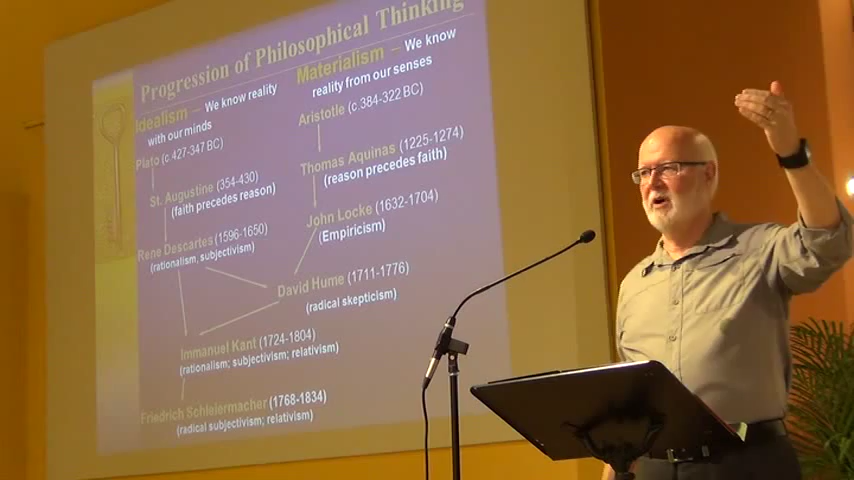 Progression of Philosophical Thinking
Idealism – We know reality
with our minds
Plato (c.427-347 BC)
St. Augustine (354-430)
(faith precedes reason)
Rene Descartes (1596-1650)
(rationalism, subjectivism)
Materialism – We know
reality from our senses
Aristotle (c.384-322 BC)
Thomas Aquinas (1225-1274)
(reason precedes faith)
John Locke (1632-1704)
(Empiricism)
David Hume (1711-1776)
(radical skepticism)
Immanuel Kant (1724-1804)
(rationalism; subjectivism; relativism)
Friedrich Schleiermacher (1768-1834)
(radical subjectivism; relativism)